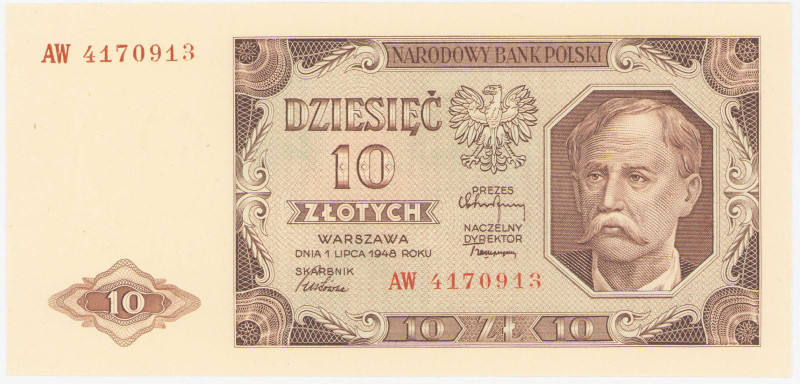 AW 4170913
NARODOWY BANK POLSKI
DZIESIĘĆ
10
ZŁOTYCH
WARSZAWA
DNIA 1 LIPCA 1948 ROKU
SKARBNIK
PREZES
NACZELNY
DYREKTOR
AW 4170913
10
10 ZŁ 10